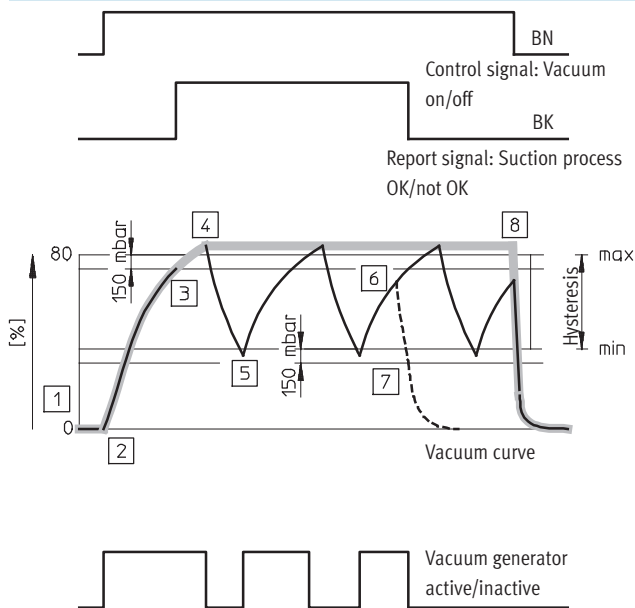 BN
Control signal: Vacuum
on/off
BK
Report signal: Suction process
OK/not OK
4
8
80
150 mbar
max
3
6
[%]
Hysteresis
150 mbar
min
5
7
1
0
2
Vacuum curve
Vacuum generator
active/inactive